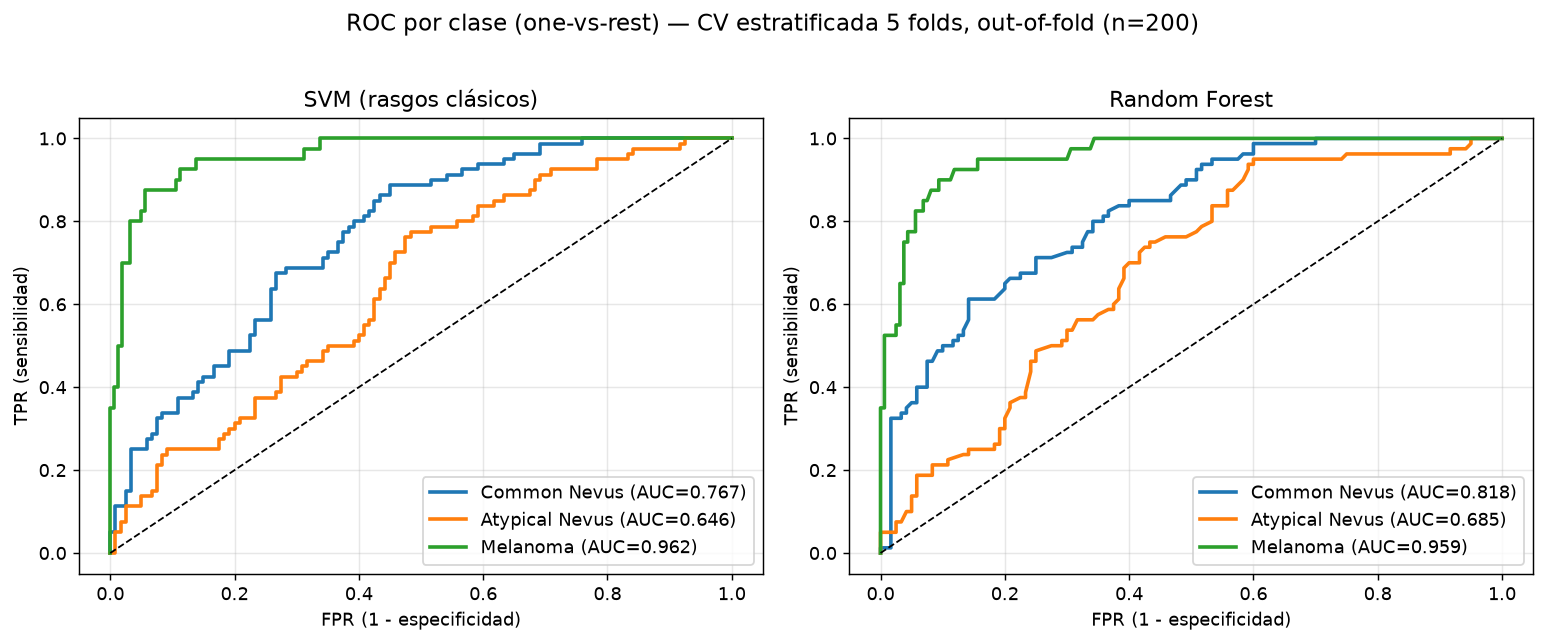 ROC por clase (one-vs-rest) — CV estratificada 5 folds, out-of-fold (n=200)
SVM (rasgos clásicos)
TPR (sensibilidad)
1.0
0.8
0.6
0.4
0.2
0.0
Common Nevus (AUC=0.767)
Atypical Nevus (AUC=0.646)
Melanoma (AUC=0.962)
0.0 0.2 0.4 0.6 0.8 1.0
FPR (1 - especificidad)
Random Forest
TPR (sensibilidad)
1.0
0.8
0.6
0.4
0.2
0.0
Common Nevus (AUC=0.818)
Atypical Nevus (AUC=0.685)
Melanoma (AUC=0.959)
0.0 0.2 0.4 0.6 0.8 1.0
FPR (1 - especificidad)